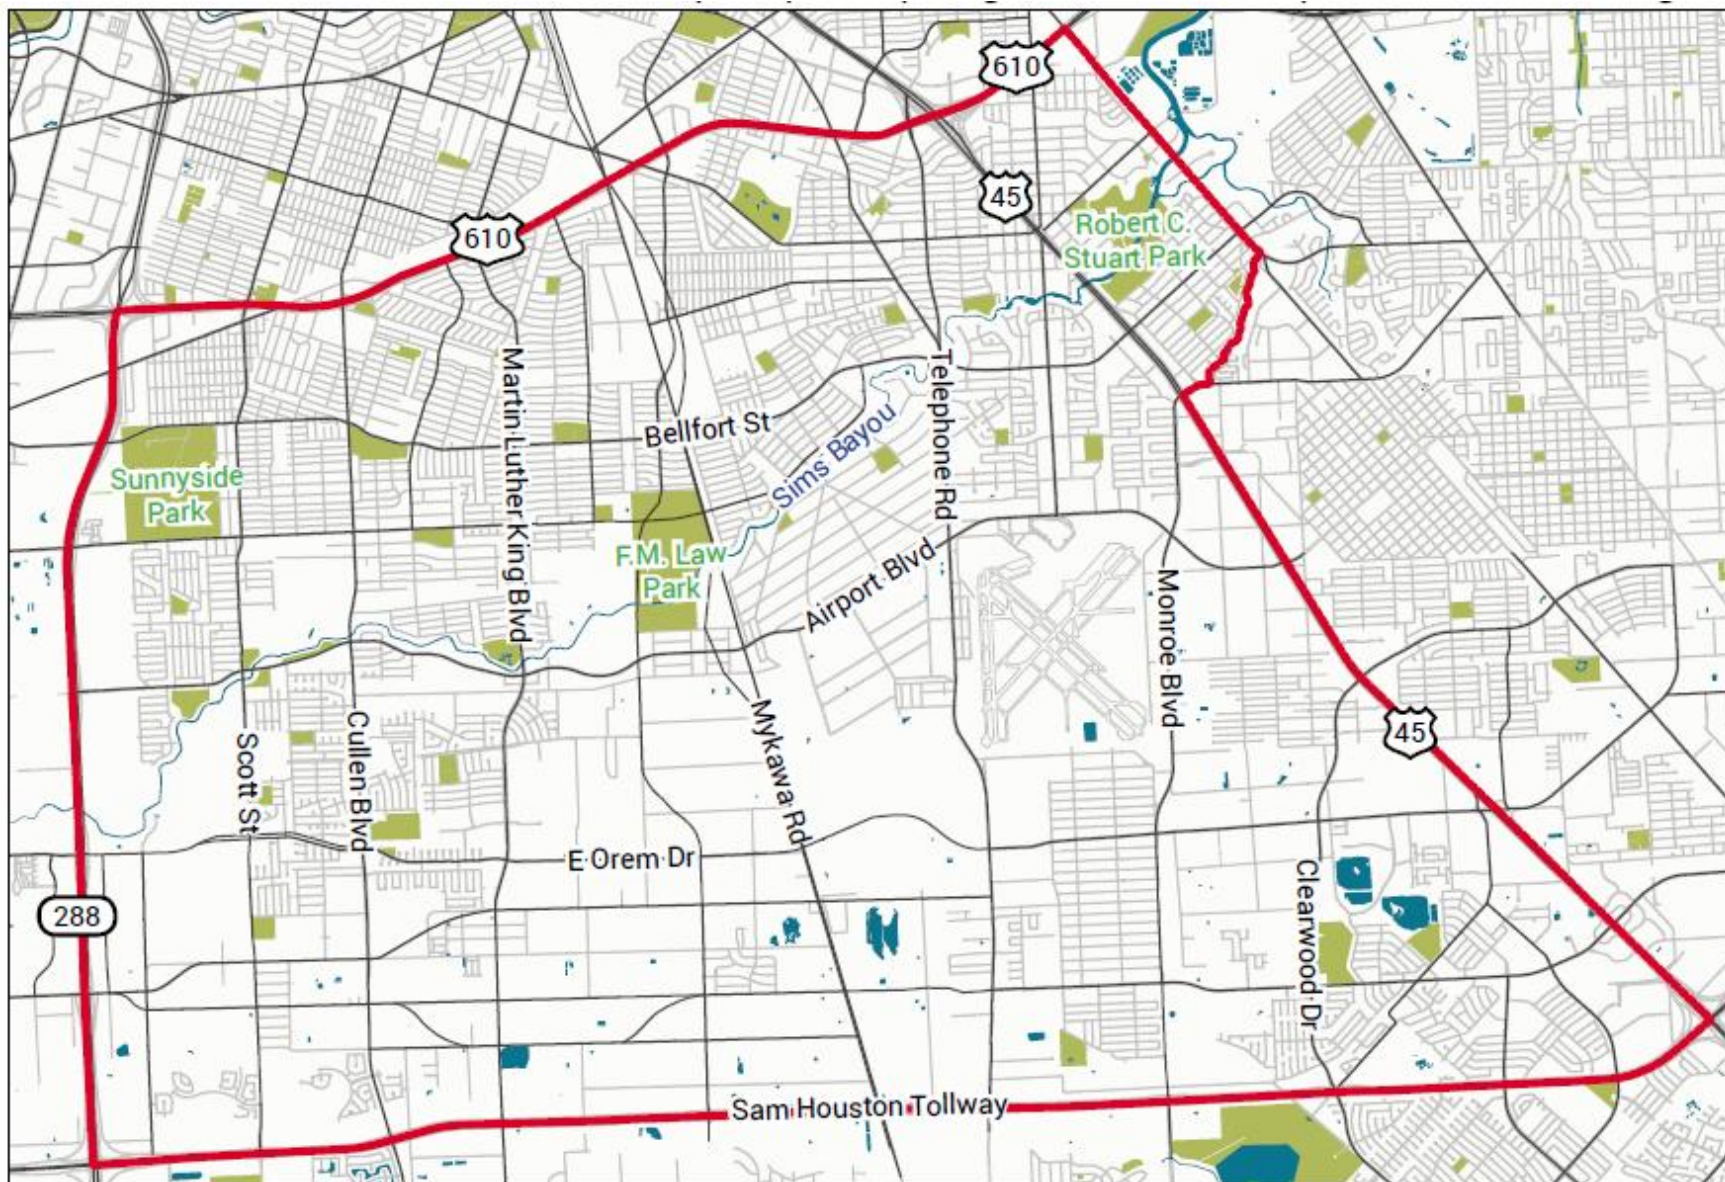 610
45
Robert C.
Stuart Park
610
Martin Luther King Blvd
Telephone Rd
Bellfort St
Sims Bayou
Sunnyside
Park
F.M. Law
Park
Airport Blvd
Monroe Blvd
Scott St
Cullen Blvd
Mykawa Rd
45
E Orem Dr
Clearwood Dr
288
Sam Houston Tollway